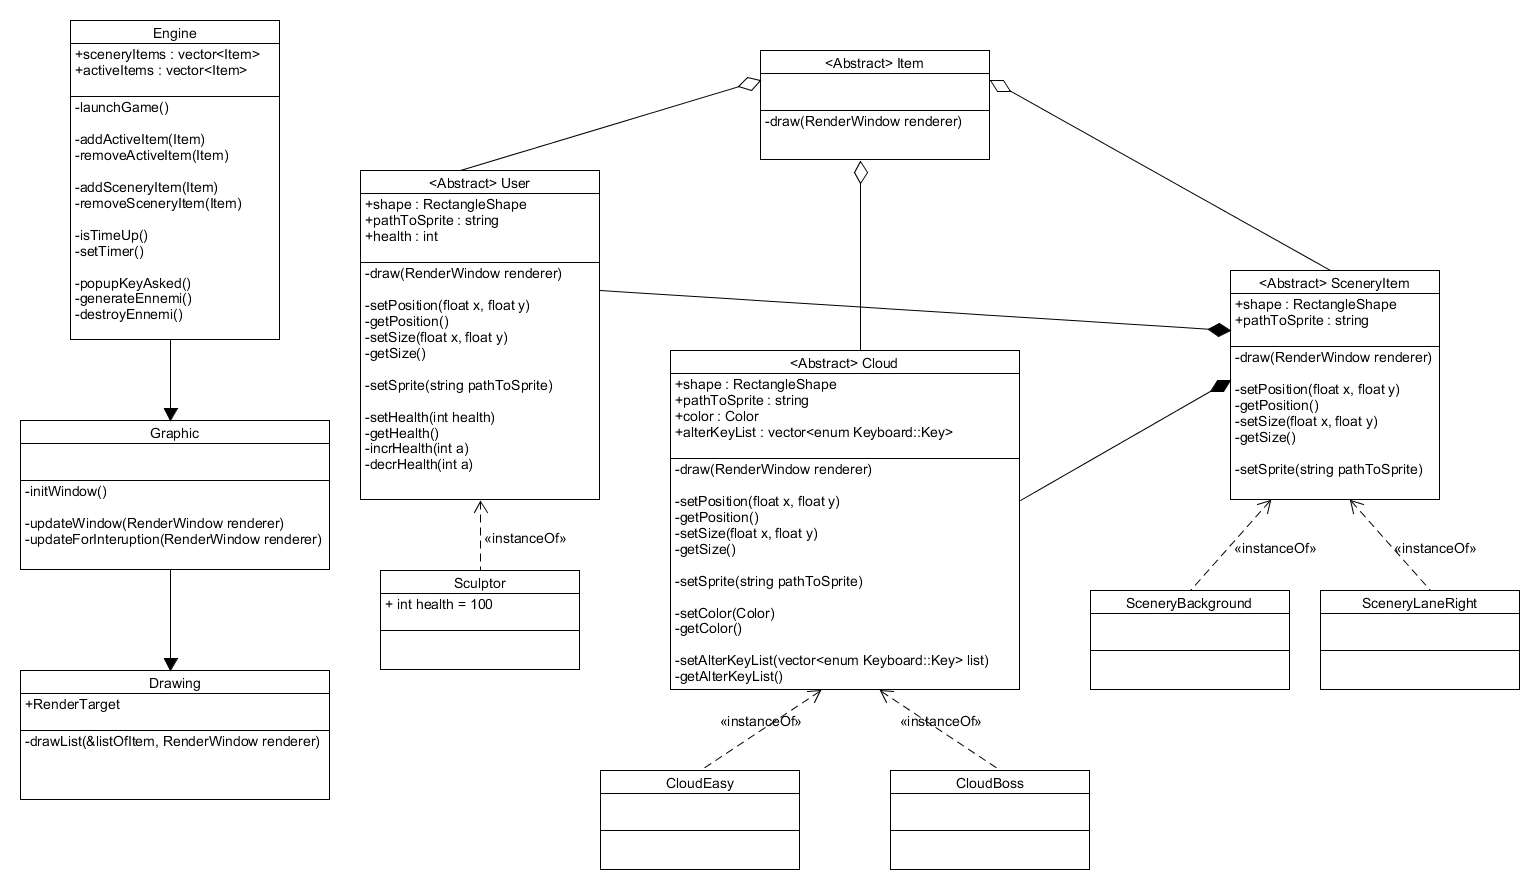 Engine
+sceneryItems : vector<Item>
+activeItems : vector<Item>
-launchGame()
-addActiveItem(Item)
-removeActiveItem(Item)
-addSceneryItem(Item)
-removeSceneryItem(Item)
-isTimeUp()
-setTimer()
-popupKeyAsked()
-generateEnnemi()
-destroyEnnemi()
Graphic
-initWindow()
-updateWindow(RenderWindow renderer)
-updateForInteruption(RenderWindow renderer)
Drawing
+RenderTarget
-drawList(&listOfItem, RenderWindow renderer)
<Abstract> Item
-draw(RenderWindow renderer)
<Abstract> User
+shape : RectangleShape
+pathToSprite : string
+health : int
-draw(RenderWindow renderer)
-setPosition(float x, float y)
-getPosition()
-setSize(float x, float y)
-getSize()
-setSprite(string pathToSprite)
-setHealth(int health)
-getHealth()
-incrHealth(int a)
-decrHealth(int a)
«instanceOf»
Sculptor
+ int health = 100
<Abstract> Cloud
+shape : RectangleShape
+pathToSprite : string
+color : Color
+alterKeyList : vector<enum Keyboard::Key>
-draw(RenderWindow renderer)
-setPosition(float x, float y)
-getPosition()
-setSize(float x, float y)
-getSize()
-setSprite(string pathToSprite)
-setColor(Color)
-getColor()
-setAlterKeyList(vector<enum Keyboard::Key> list)
-getAlterKeyList()
«instanceOf»
«instanceOf»
CloudEasy
CloudBoss
<Abstract> SceneryItem
+shape : RectangleShape
+pathToSprite : string
-draw(RenderWindow renderer)
-setPosition(float x, float y)
-getPosition()
-setSize(float x, float y)
-getSize()
-setSprite(string pathToSprite)
«instanceOf»
«instanceOf»
SceneryBackground
SceneryLaneRight